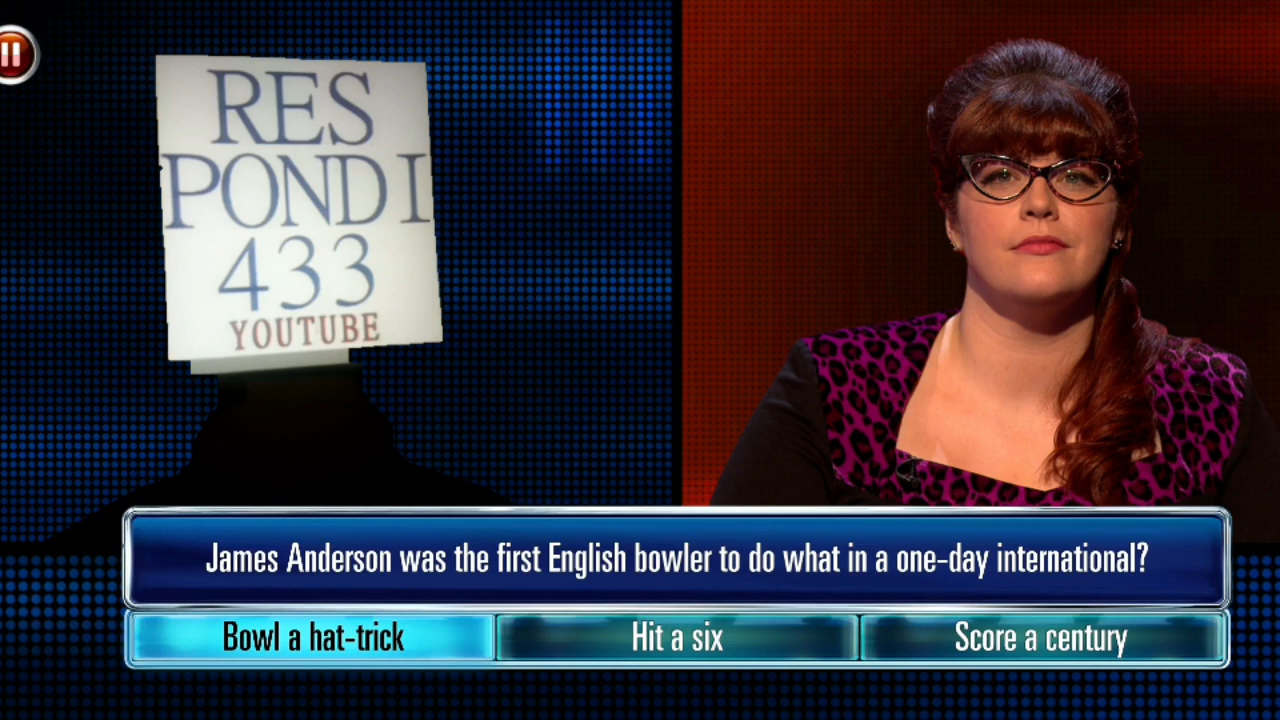 RES
POND I
433
YOUTUBE
James Anderson was the first English bowler to do what in a one-day international?
Bowl a hat-trick
Hit a six
Score a century